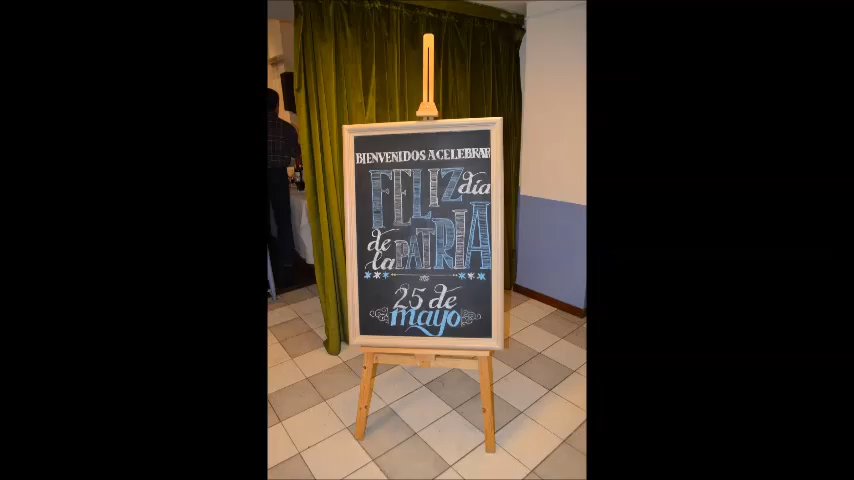 BIENVENIDOS A CELEBRAR
FELIZ día
de la PATRIA
25 de
mayo